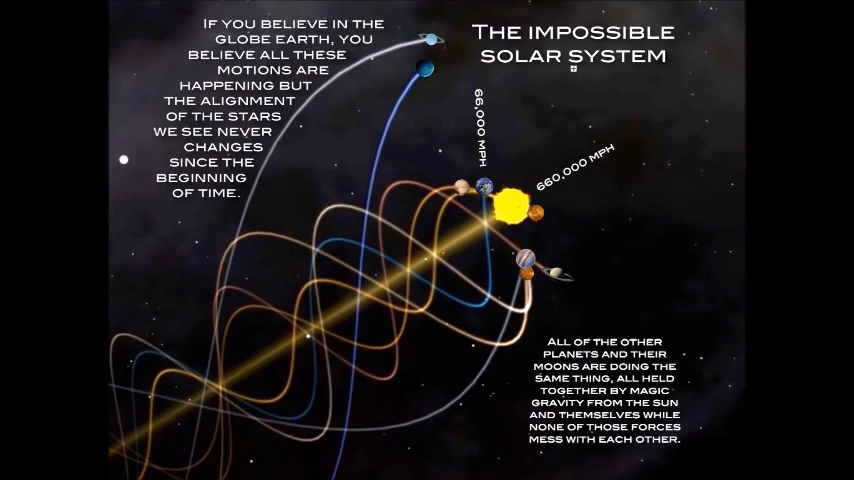 IF YOU BELIEVE IN THE
GLOBE EARTH, YOU
BELIEVE ALL THESE
MOTIONS ARE
HAPPENING BUT
THE ALIGNMENT
OF THE STARS
WE SEE NEVER
CHANGES
SINCE THE
BEGINNING
OF TIME.
THE IMPOSSIBLE
SOLAR SYSTEM
66,000 MPH
660,000 MPH
ALL OF THE OTHER
PLANETS AND THEIR
MOONS ARE DOING THE
SAME THING, ALL HELD
TOGETHER BY MAGIC
GRAVITY FROM THE SUN
AND THEMSELVES WHILE
NONE OF THOSE FORCES
MESS WITH EACH OTHER.